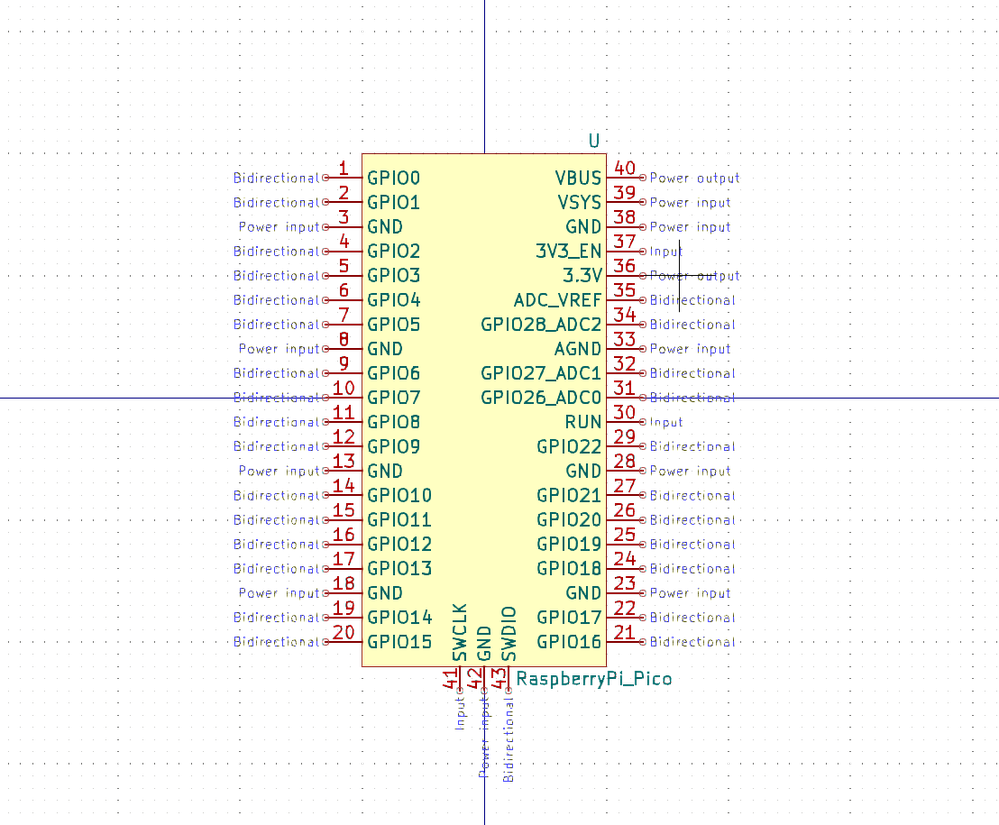 U
Bidirectional 1 GPIO0 VBUS 40 Power output
Bidirectional 2 GPIO1 VSYS 39 Power input
Power input 3 GND GND 38 Power input
Bidirectional 4 GPIO2 3V3_EN 37 Input
Bidirectional 5 GPIO3 3.3V 36 Power output
Bidirectional 6 GPIO4 ADC_VREF 35 Bidirectional
Bidirectional 7 GPIO5 GPIO28_ADC2 34 Bidirectional
Power input 8 GND AGND 33 Power input
Bidirectional 9 GPIO6 GPIO27_ADC1 32 Bidirectional
Bidirectional 10 GPIO7 GPIO26_ADC0 31 Bidirectional
Bidirectional 11 GPIO8 RUN 30 Input
Bidirectional 12 GPIO9 GPIO22 29 Bidirectional
Power input 13 GND GND 28 Power input
Bidirectional 14 GPIO10 GPIO21 27 Bidirectional
Bidirectional 15 GPIO11 GPIO20 26 Bidirectional
Bidirectional 16 GPIO12 GPIO19 25 Bidirectional
Bidirectional 17 GPIO13 GPIO18 24 Bidirectional
Power input 18 GND GND 23 Power input
Bidirectional 19 GPIO14 GPIO17 22 Bidirectional
Bidirectional 20 GPIO15 GPIO16 21 Bidirectional
SWCLK 41 Input
GND 42 Power input
SWDIO 43 Bidirectional
RaspberryPi_Pico